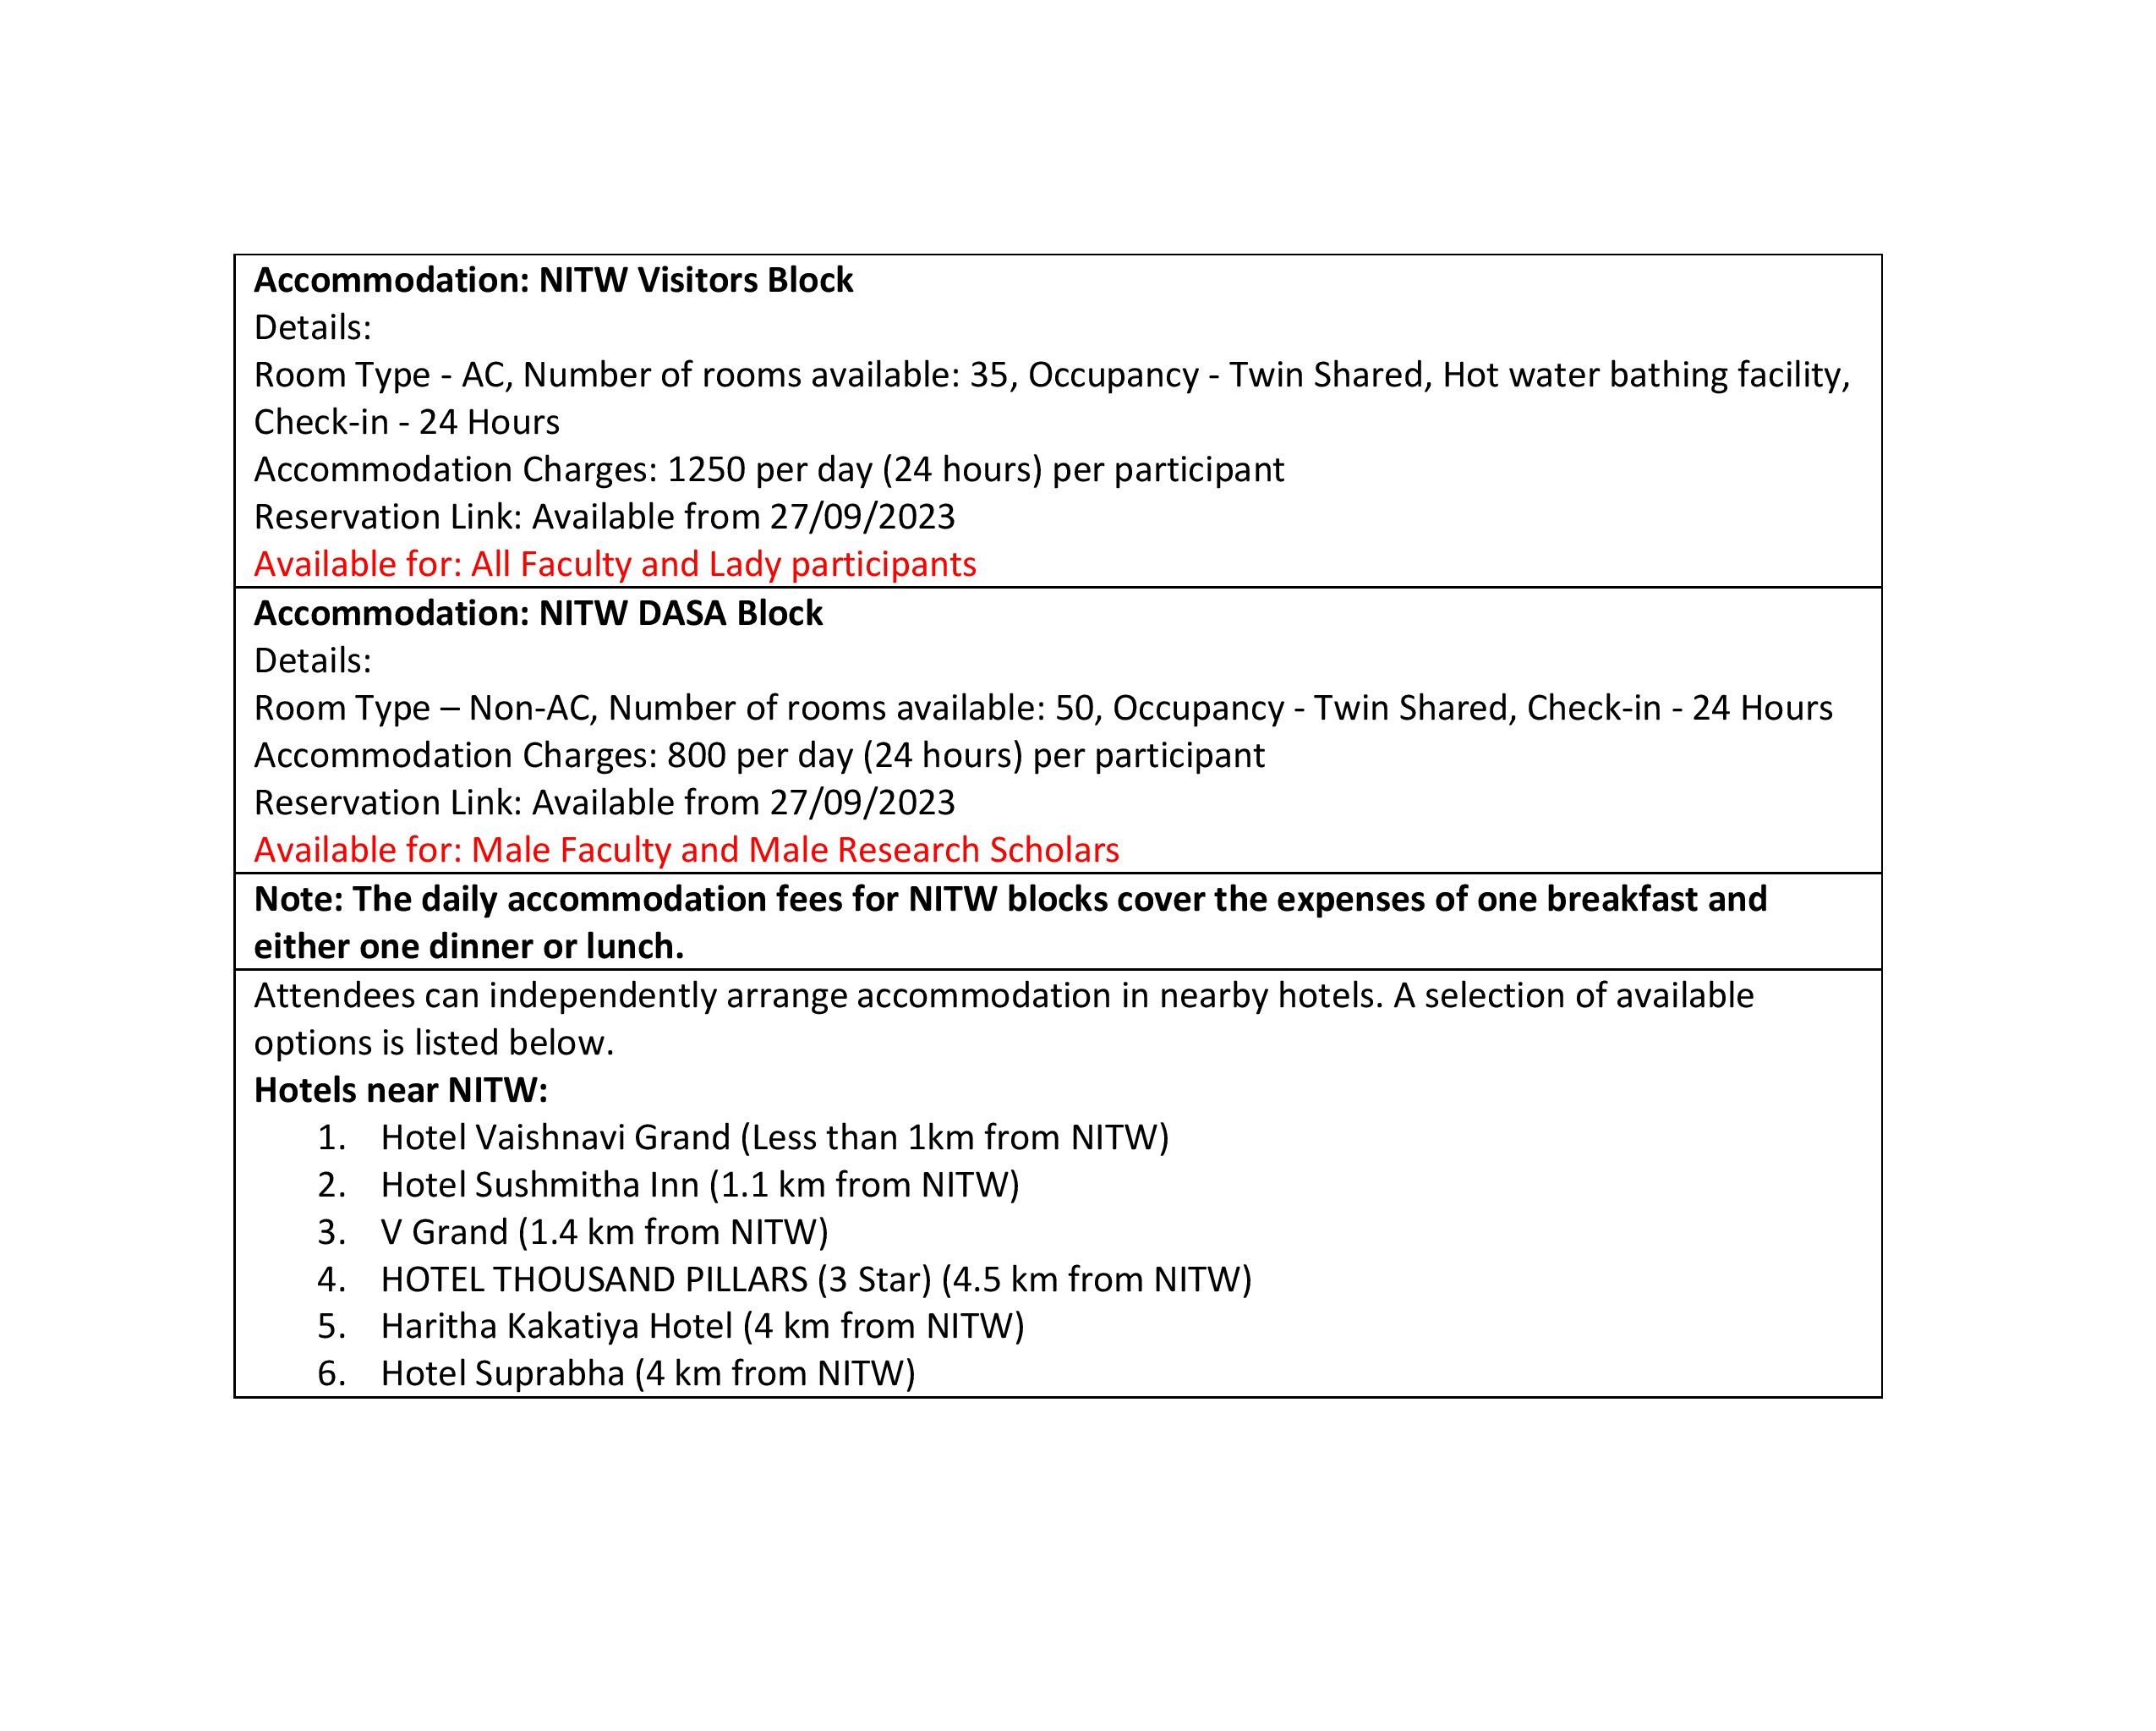 Accommodation: NITW Visitors Block
Details:
Room Type - AC, Number of rooms available: 35, Occupancy - Twin Shared, Hot water bathing facility,
Check-in - 24 Hours
Accommodation Charges: 1250 per day (24 hours) per participant
Reservation Link: Available from 27/09/2023
Available for: All Faculty and Lady participants
Accommodation: NITW DASA Block
Details:
Room Type – Non-AC, Number of rooms available: 50, Occupancy - Twin Shared, Check-in - 24 Hours
Accommodation Charges: 800 per day (24 hours) per participant
Reservation Link: Available from 27/09/2023
Available for: Male Faculty and Male Research Scholars
Note: The daily accommodation fees for NITW blocks cover the expenses of one breakfast and
either one dinner or lunch.
Attendees can independently arrange accommodation in nearby hotels. A selection of available
options is listed below.
Hotels near NITW:
1. Hotel Vaishnavi Grand (Less than 1km from NITW)
2. Hotel Sushmitha Inn (1.1 km from NITW)
3. V Grand (1.4 km from NITW)
4. HOTEL THOUSAND PILLARS (3 Star) (4.5 km from NITW)
5. Haritha Kakatiya Hotel (4 km from NITW)
6. Hotel Suprabha (4 km from NITW)